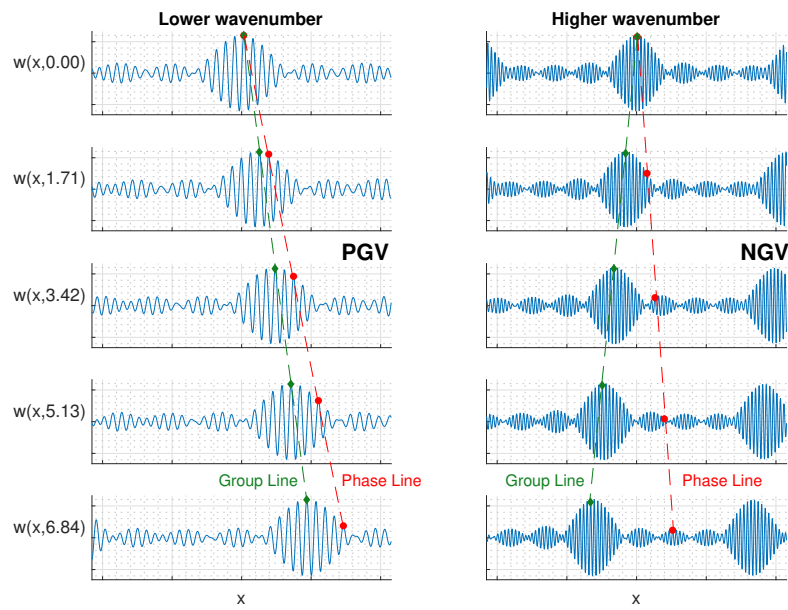 Lower wavenumber
Higher wavenumber
w(x,0.00)
w(x,1.71)
PGV
NGV
w(x,3.42)
w(x,5.13)
Group Line
Phase Line
Group Line
Phase Line
w(x,6.84)
x
x